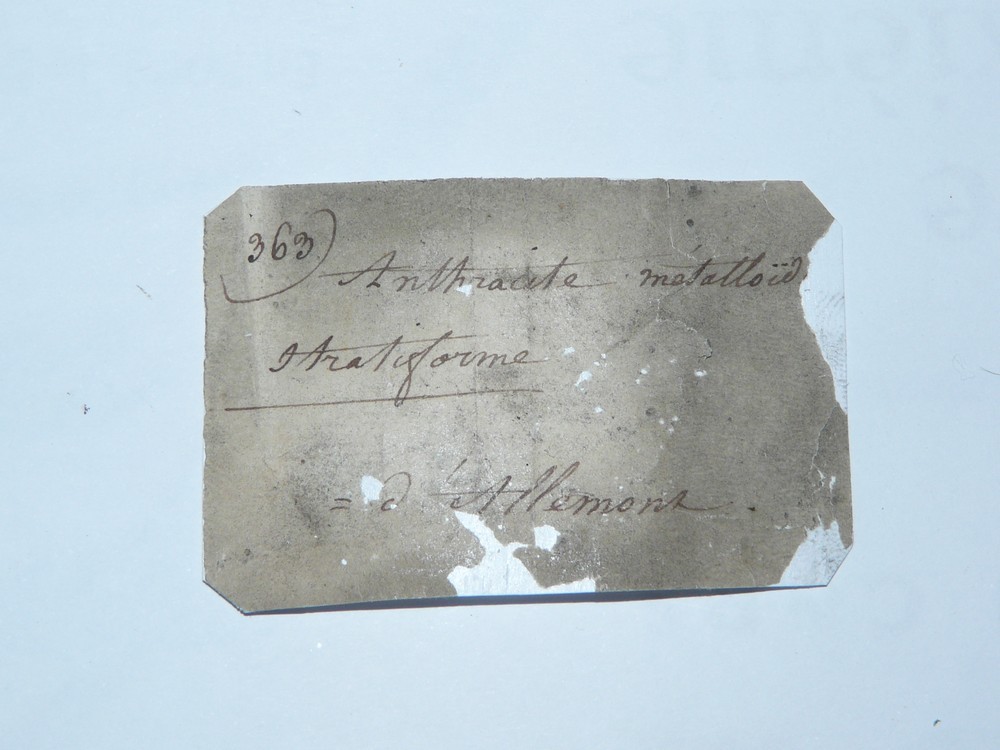 363)
Anthracite métalloïd
stratiforme
= d'Allemont.